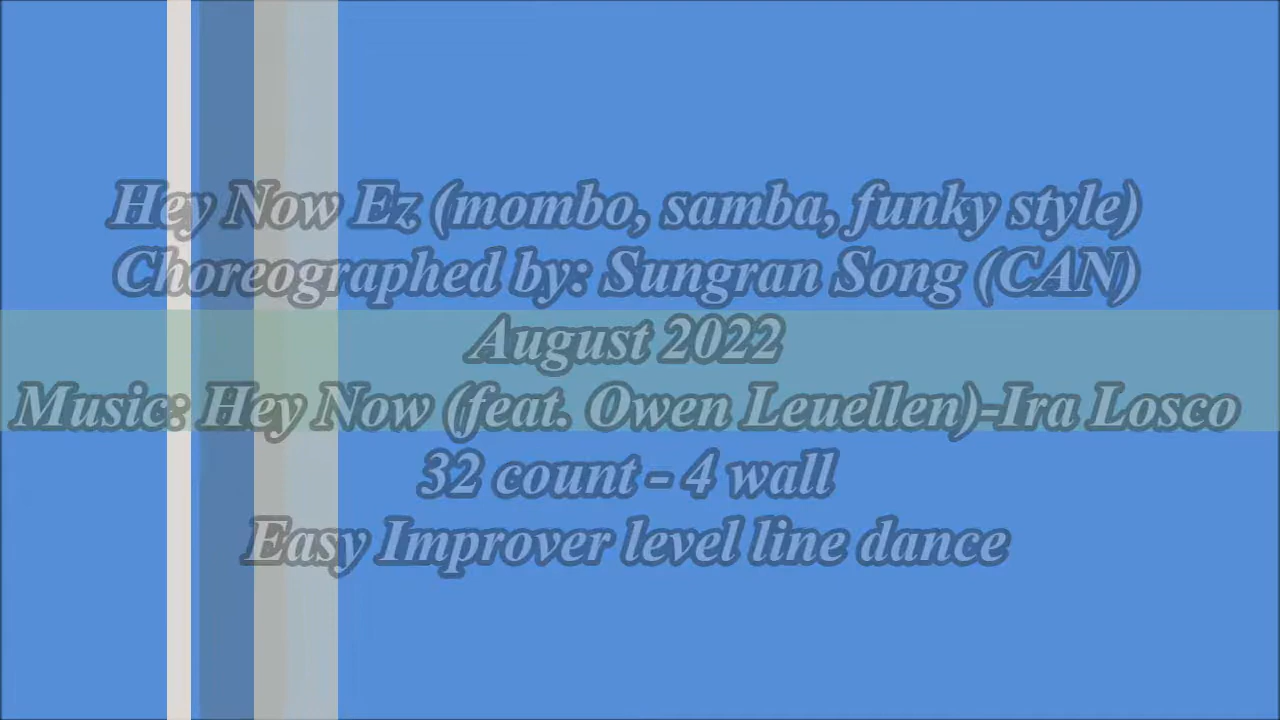 Hey Now Ez (mombo, samba, funky style)
Choreographed by: Sungran Song (CAN)
August 2022
Music: Hey Now (feat. Owen Leuellen)-Ira Losco
32 count - 4 wall
Easy Improver level line dance